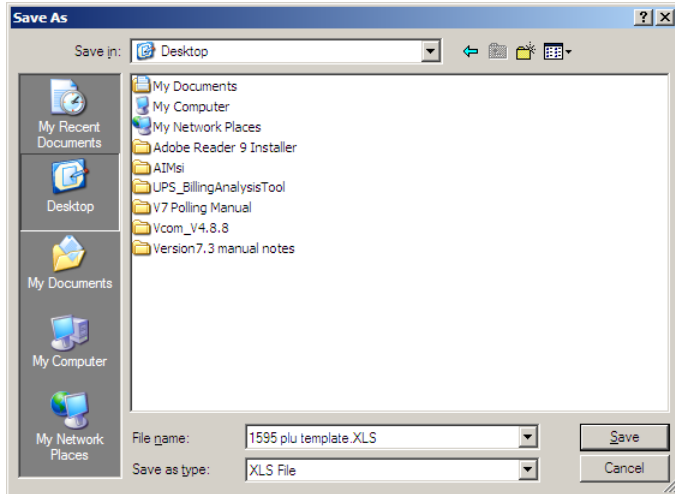 Save As
Save in:
Desktop
My Recent
Documents
Desktop
My Documents
My Computer
My Network
Places
My Documents
My Computer
My Network Places
Adobe Reader 9 Installer
AIMsi
UPS_BillingAnalysisTool
V7 Polling Manual
Vcom_V4.8.8
Version7.3 manual notes
File name:
1595 plu template.XLS
Save
Save as type:
XLS File
Cancel